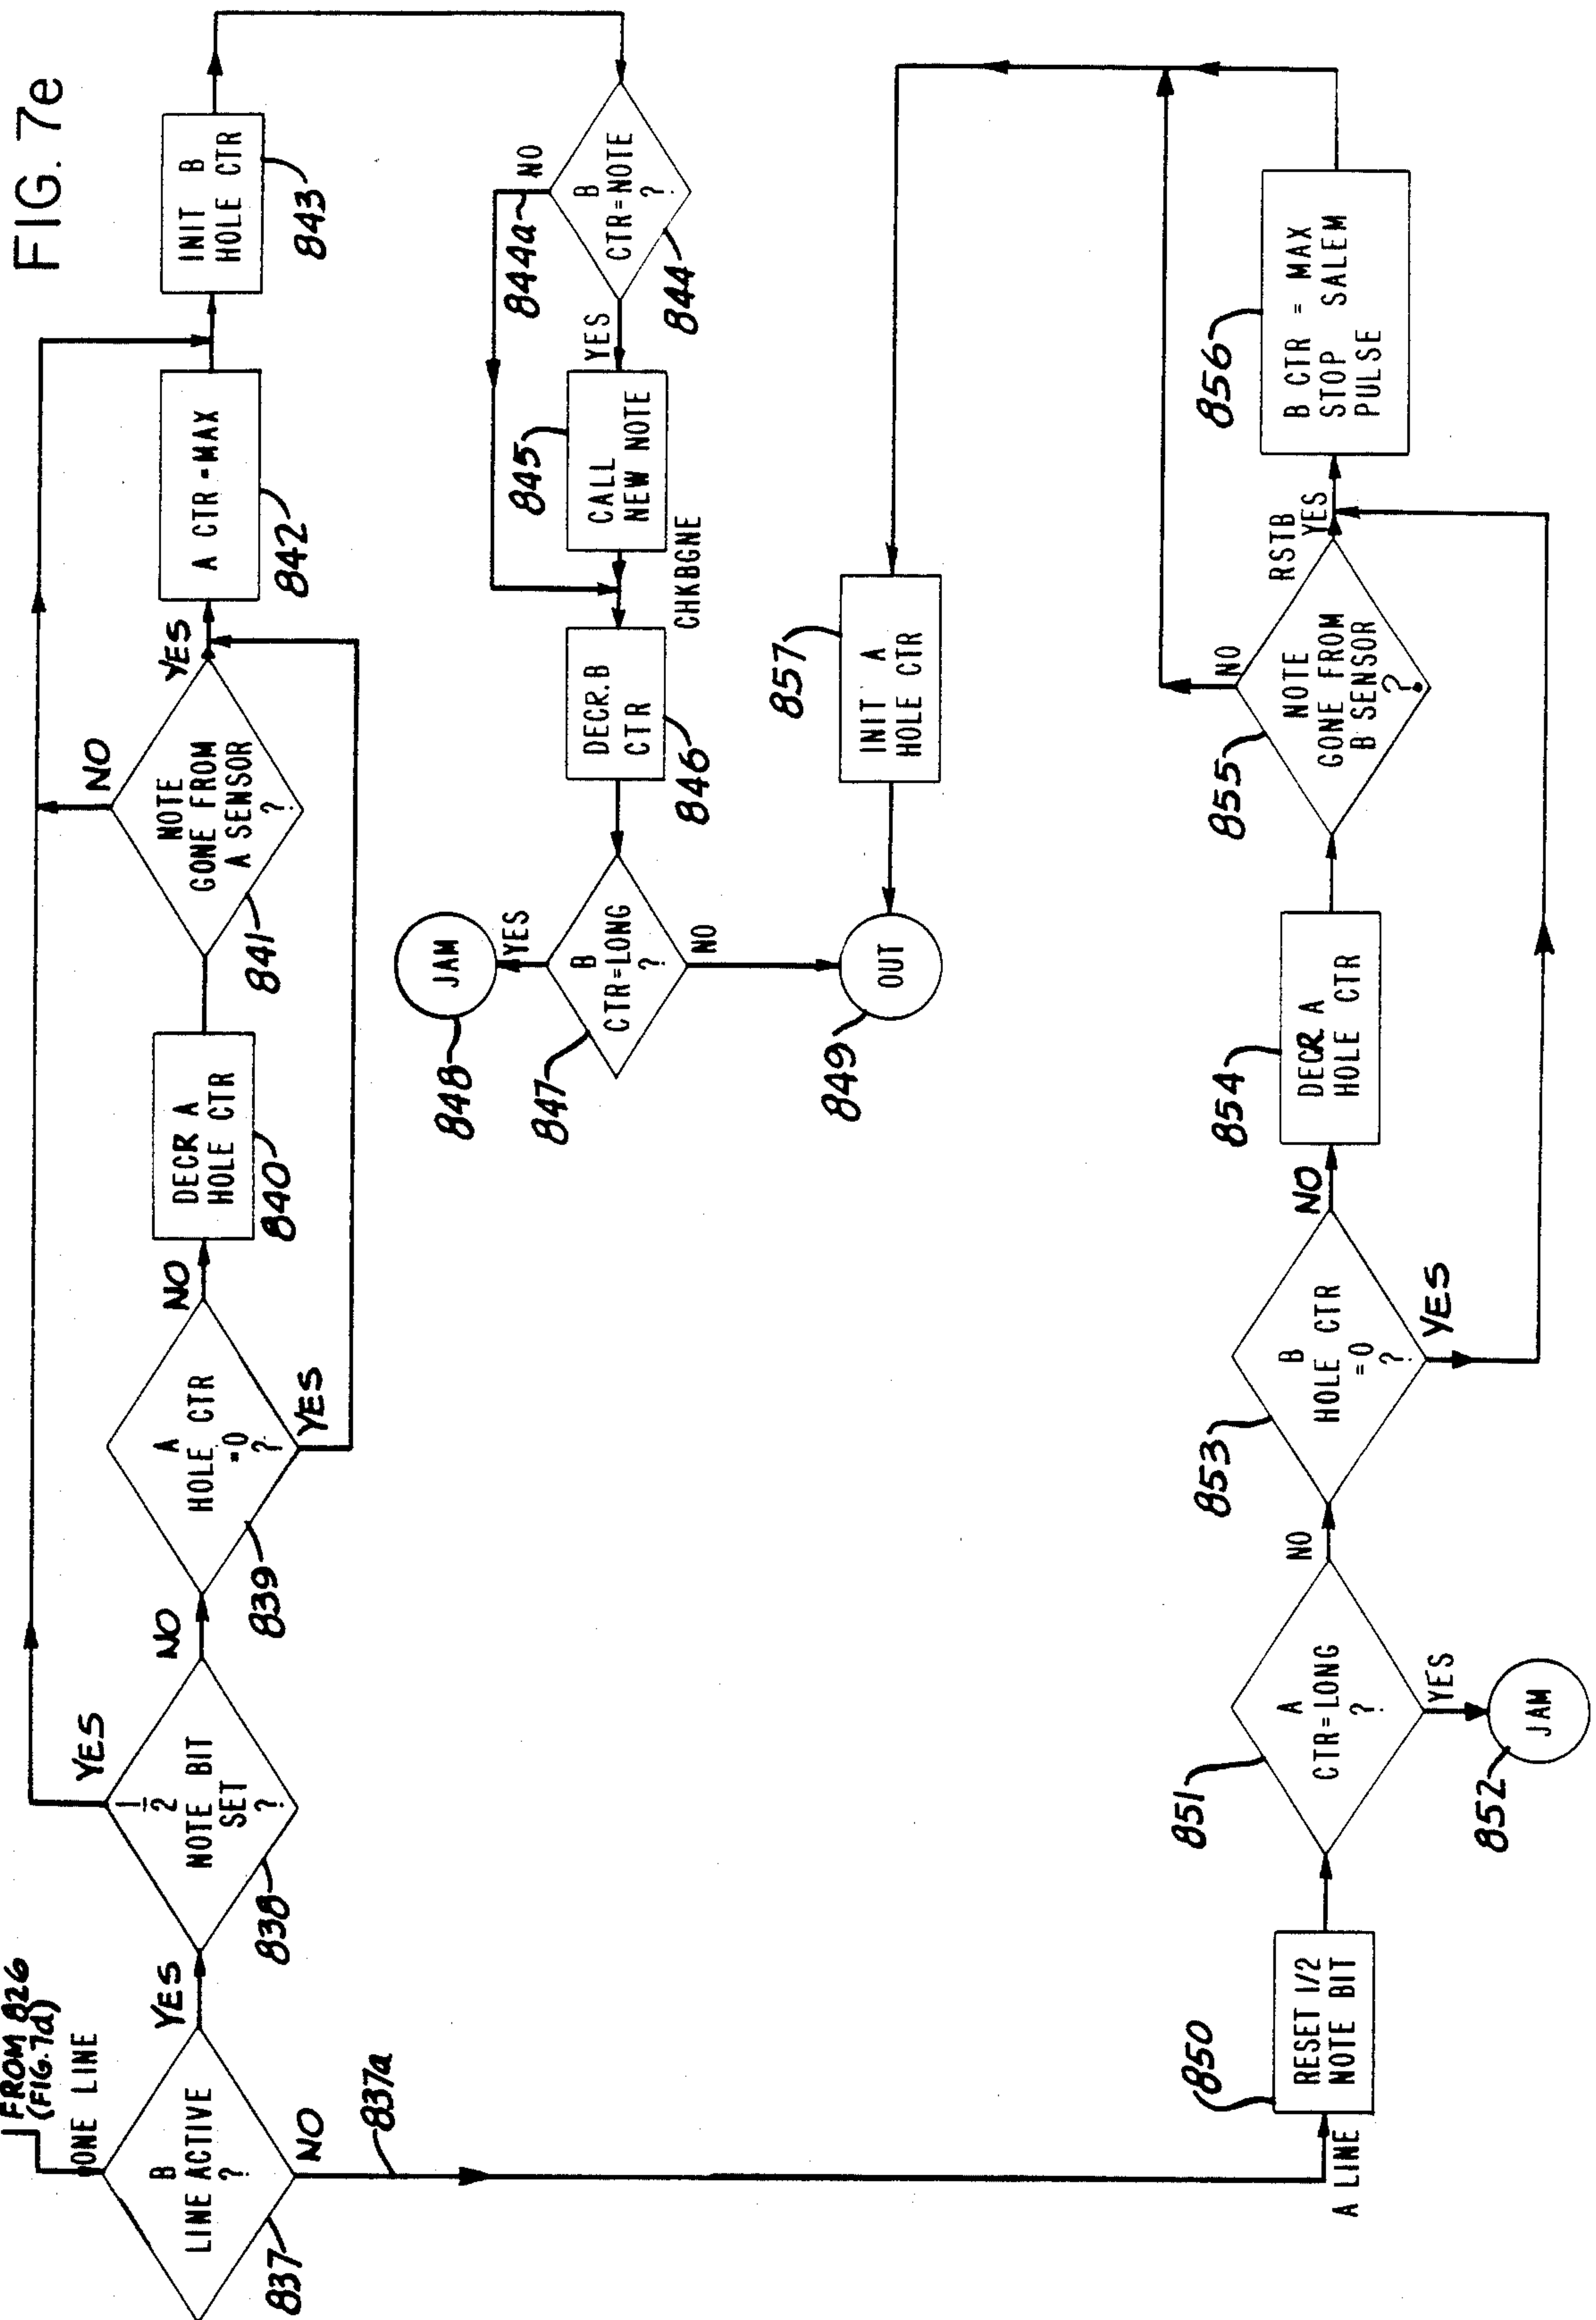 FIG. 7e
FROM 826
(FIG. 7d)
ONE LINE
B
LINE ACTIVE
?
837
YES
NO
837a
1/2
NOTE BIT
SET
?
838
YES
NO
A
HOLE CTR
=0
?
839
NO
YES
DECR A
HOLE CTR
840
NOTE
GONE FROM
A SENSOR
?
841
NO
YES
A CTR=MAX
842
INIT B
HOLE CTR
843
B
CTR=NOTE
?
844
NO
844a
YES
CALL
NEW NOTE
845
CHKBGNE
DECR. B
CTR
846
B
CTR=LONG
?
847
YES
JAM
848
NO
OUT
849
A LINE
RESET 1/2
NOTE BIT
850
A
CTR=LONG
?
851
YES
JAM
852
NO
B
HOLE CTR
=0
?
853
NO
YES
DECR A
HOLE CTR
854
NOTE
GONE FROM
B SENSOR
?
855
NO
RSTB
YES
B CTR = MAX
STOP SALEM
PULSE
856
INIT A
HOLE CTR
857